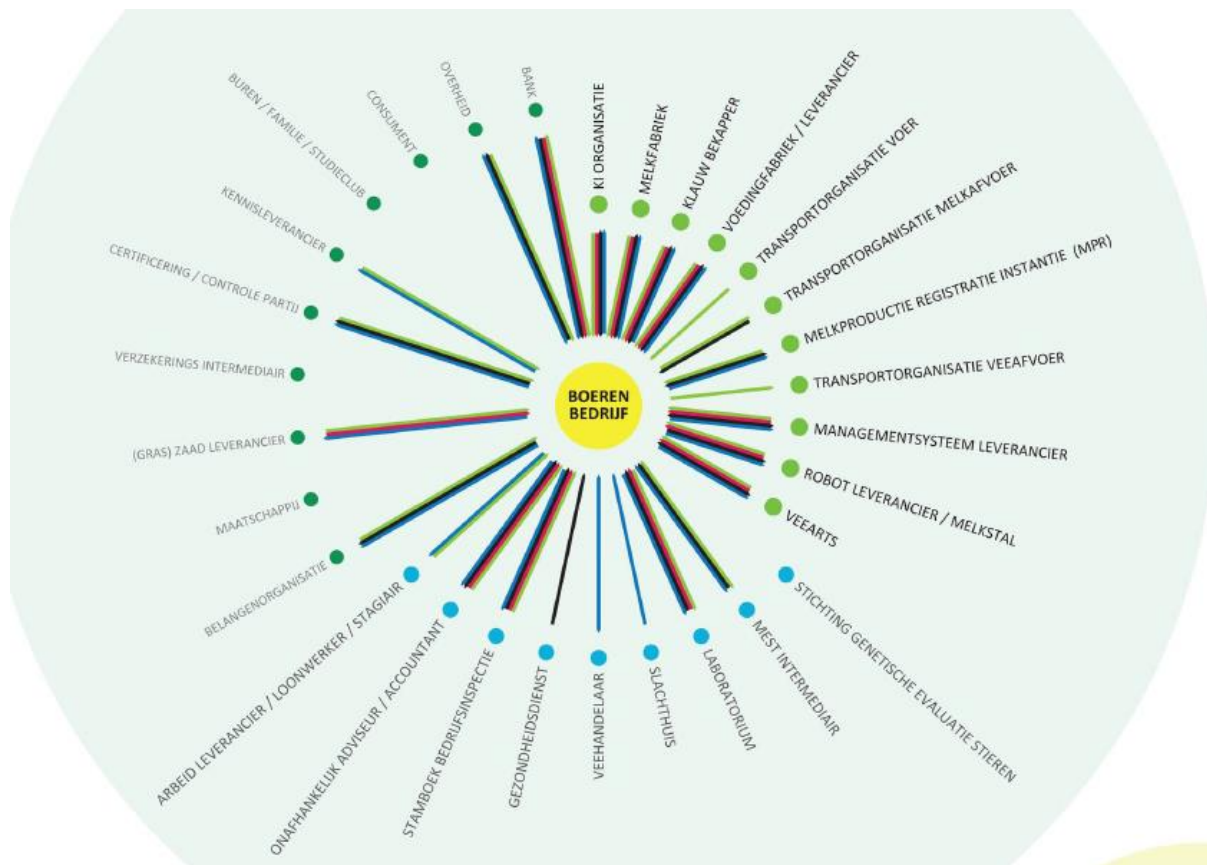 BANK
KI ORGANISATIE
MELKFABRIEK
KLAUW BEKAPPER
VOEDINGFABRIEK / LEVERANCIER
TRANSPORTORGANISATIE VOER
TRANSPORTORGANISATIE MELKAFVOER
MELKPRODUCTIE REGISTRATIE INSTANTIE (MPR)
TRANSPORTORGANISATIE VEEAFVOER
MANAGEMENTSYSTEEM LEVERANCIER
ROBOT LEVERANCIER / MELKSTAL
VEEARTS
STICHTING GENETISCHE EVALUATIE STIEREN
MEST INTERMEDIAIR
LABORATORIUM
SLACHTHUIS
VEEHANDELAAR
GEZONDHEIDSDIENST
STAMBOEK BEDRIJFSINSPECTIE
ONAFHANKELIJK ADVISEUR / ACCOUNTANT
ARBEID LEVERANCIER / LOONWERKER / STAGIAIR
BELANGENORGANISATIE
MAATSCHAPPIJ
(GRAS) ZAAD LEVERANCIER
VERZEKERINGS INTERMEDIAIR
CERTIFICERING / CONTROLE PARTIJ
KENNISLEVERANCIER
BUREN / FAMILIE / STUDIECLUB
CONSUMENT
OVERHEID
BOEREN
BEDRIJF